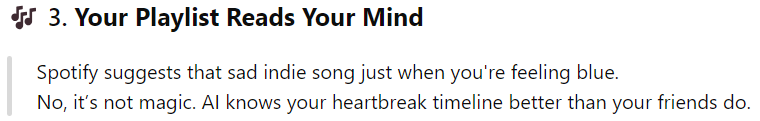 🎶 3. Your Playlist Reads Your Mind
Spotify suggests that sad indie song just when you're feeling blue.
No, it’s not magic. AI knows your heartbreak timeline better than your friends do.